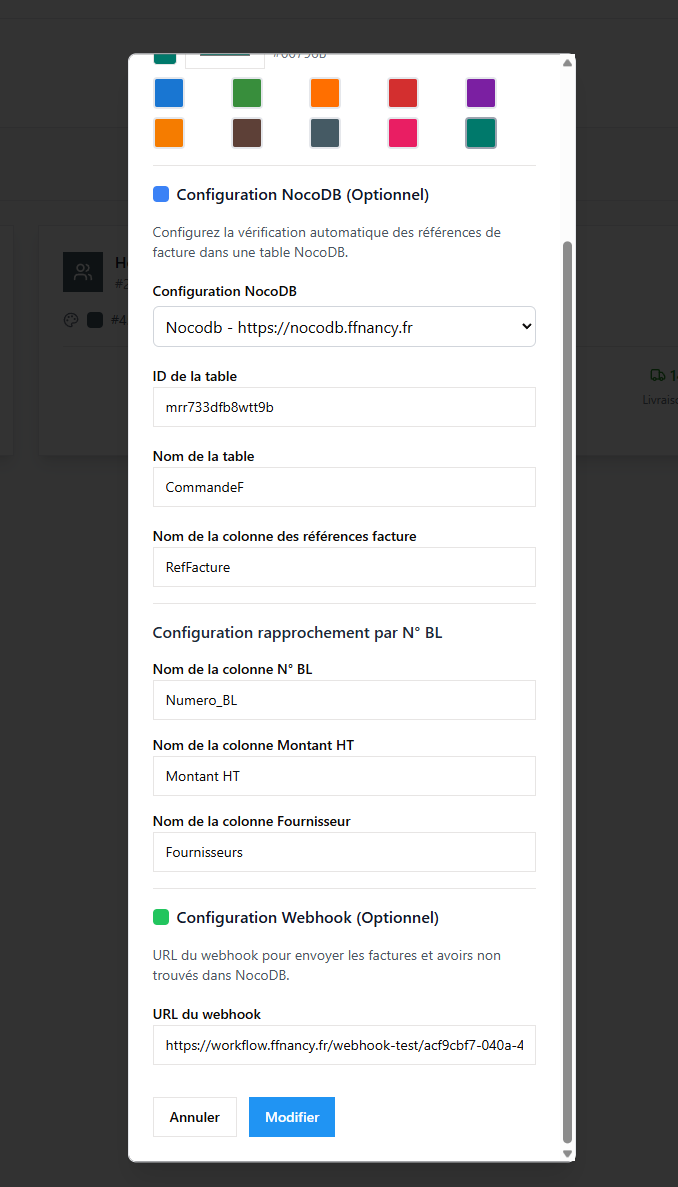 Configuration NocoDB (Optionnel)
Configurez la vérification automatique des références de
facture dans une table NocoDB.
Configuration NocoDB
Nocodb - https://nocodb.ffnancy.fr
ID de la table
mrr733dfb8wtt9b
Nom de la table
CommandeF
Nom de la colonne des références facture
RefFacture
Configuration rapprochement par N° BL
Nom de la colonne N° BL
Numero_BL
Nom de la colonne Montant HT
Montant HT
Nom de la colonne Fournisseur
Fournisseurs
Configuration Webhook (Optionnel)
URL du webhook pour envoyer les factures et avoirs non
trouvés dans NocoDB.
URL du webhook
https://workflow.ffnancy.fr/webhook-test/acf9cbf7-040a-4
Annuler
Modifier